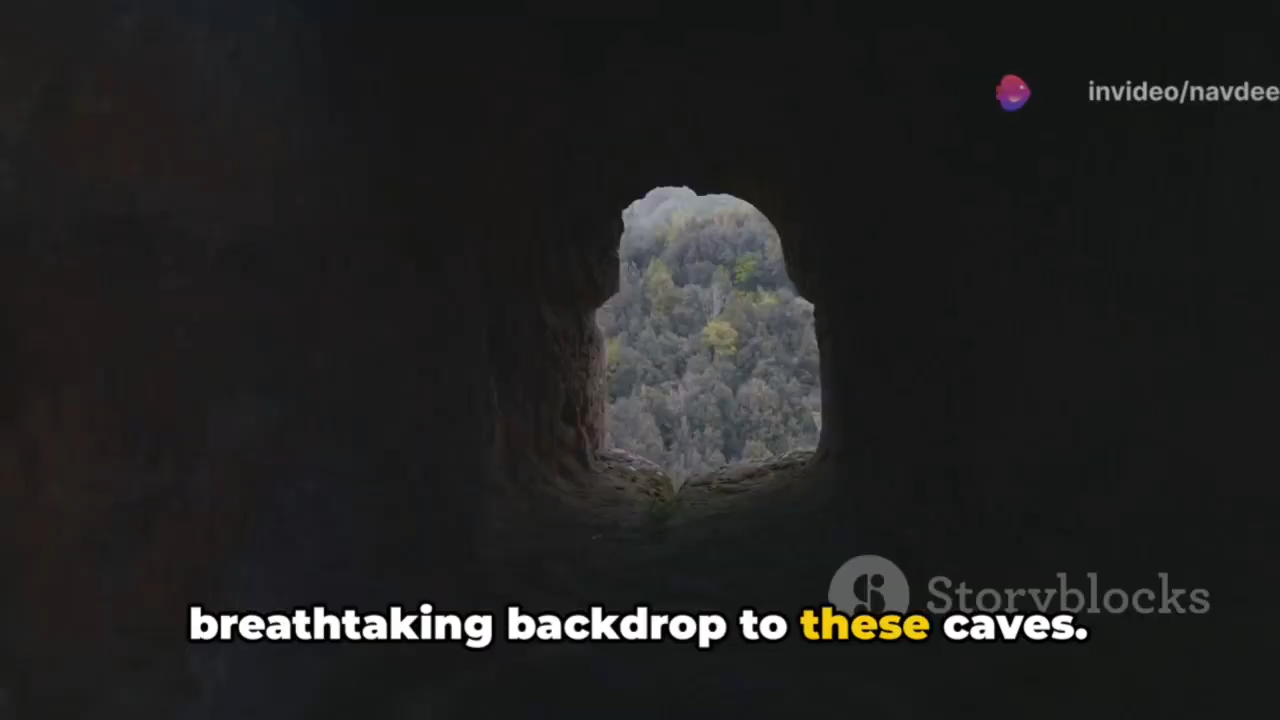 invideo/navdee
Storyblocks
breathtaking backdrop to these caves.